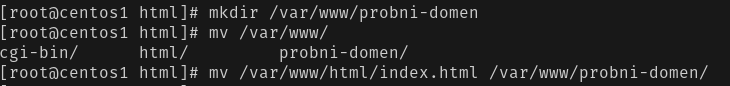 [root@centos1 html]# mkdir /var/www/probni-domen
[root@centos1 html]# mv /var/www/
cgi-bin/     html/        probni-domen/
[root@centos1 html]# mv /var/www/html/index.html /var/www/probni-domen/